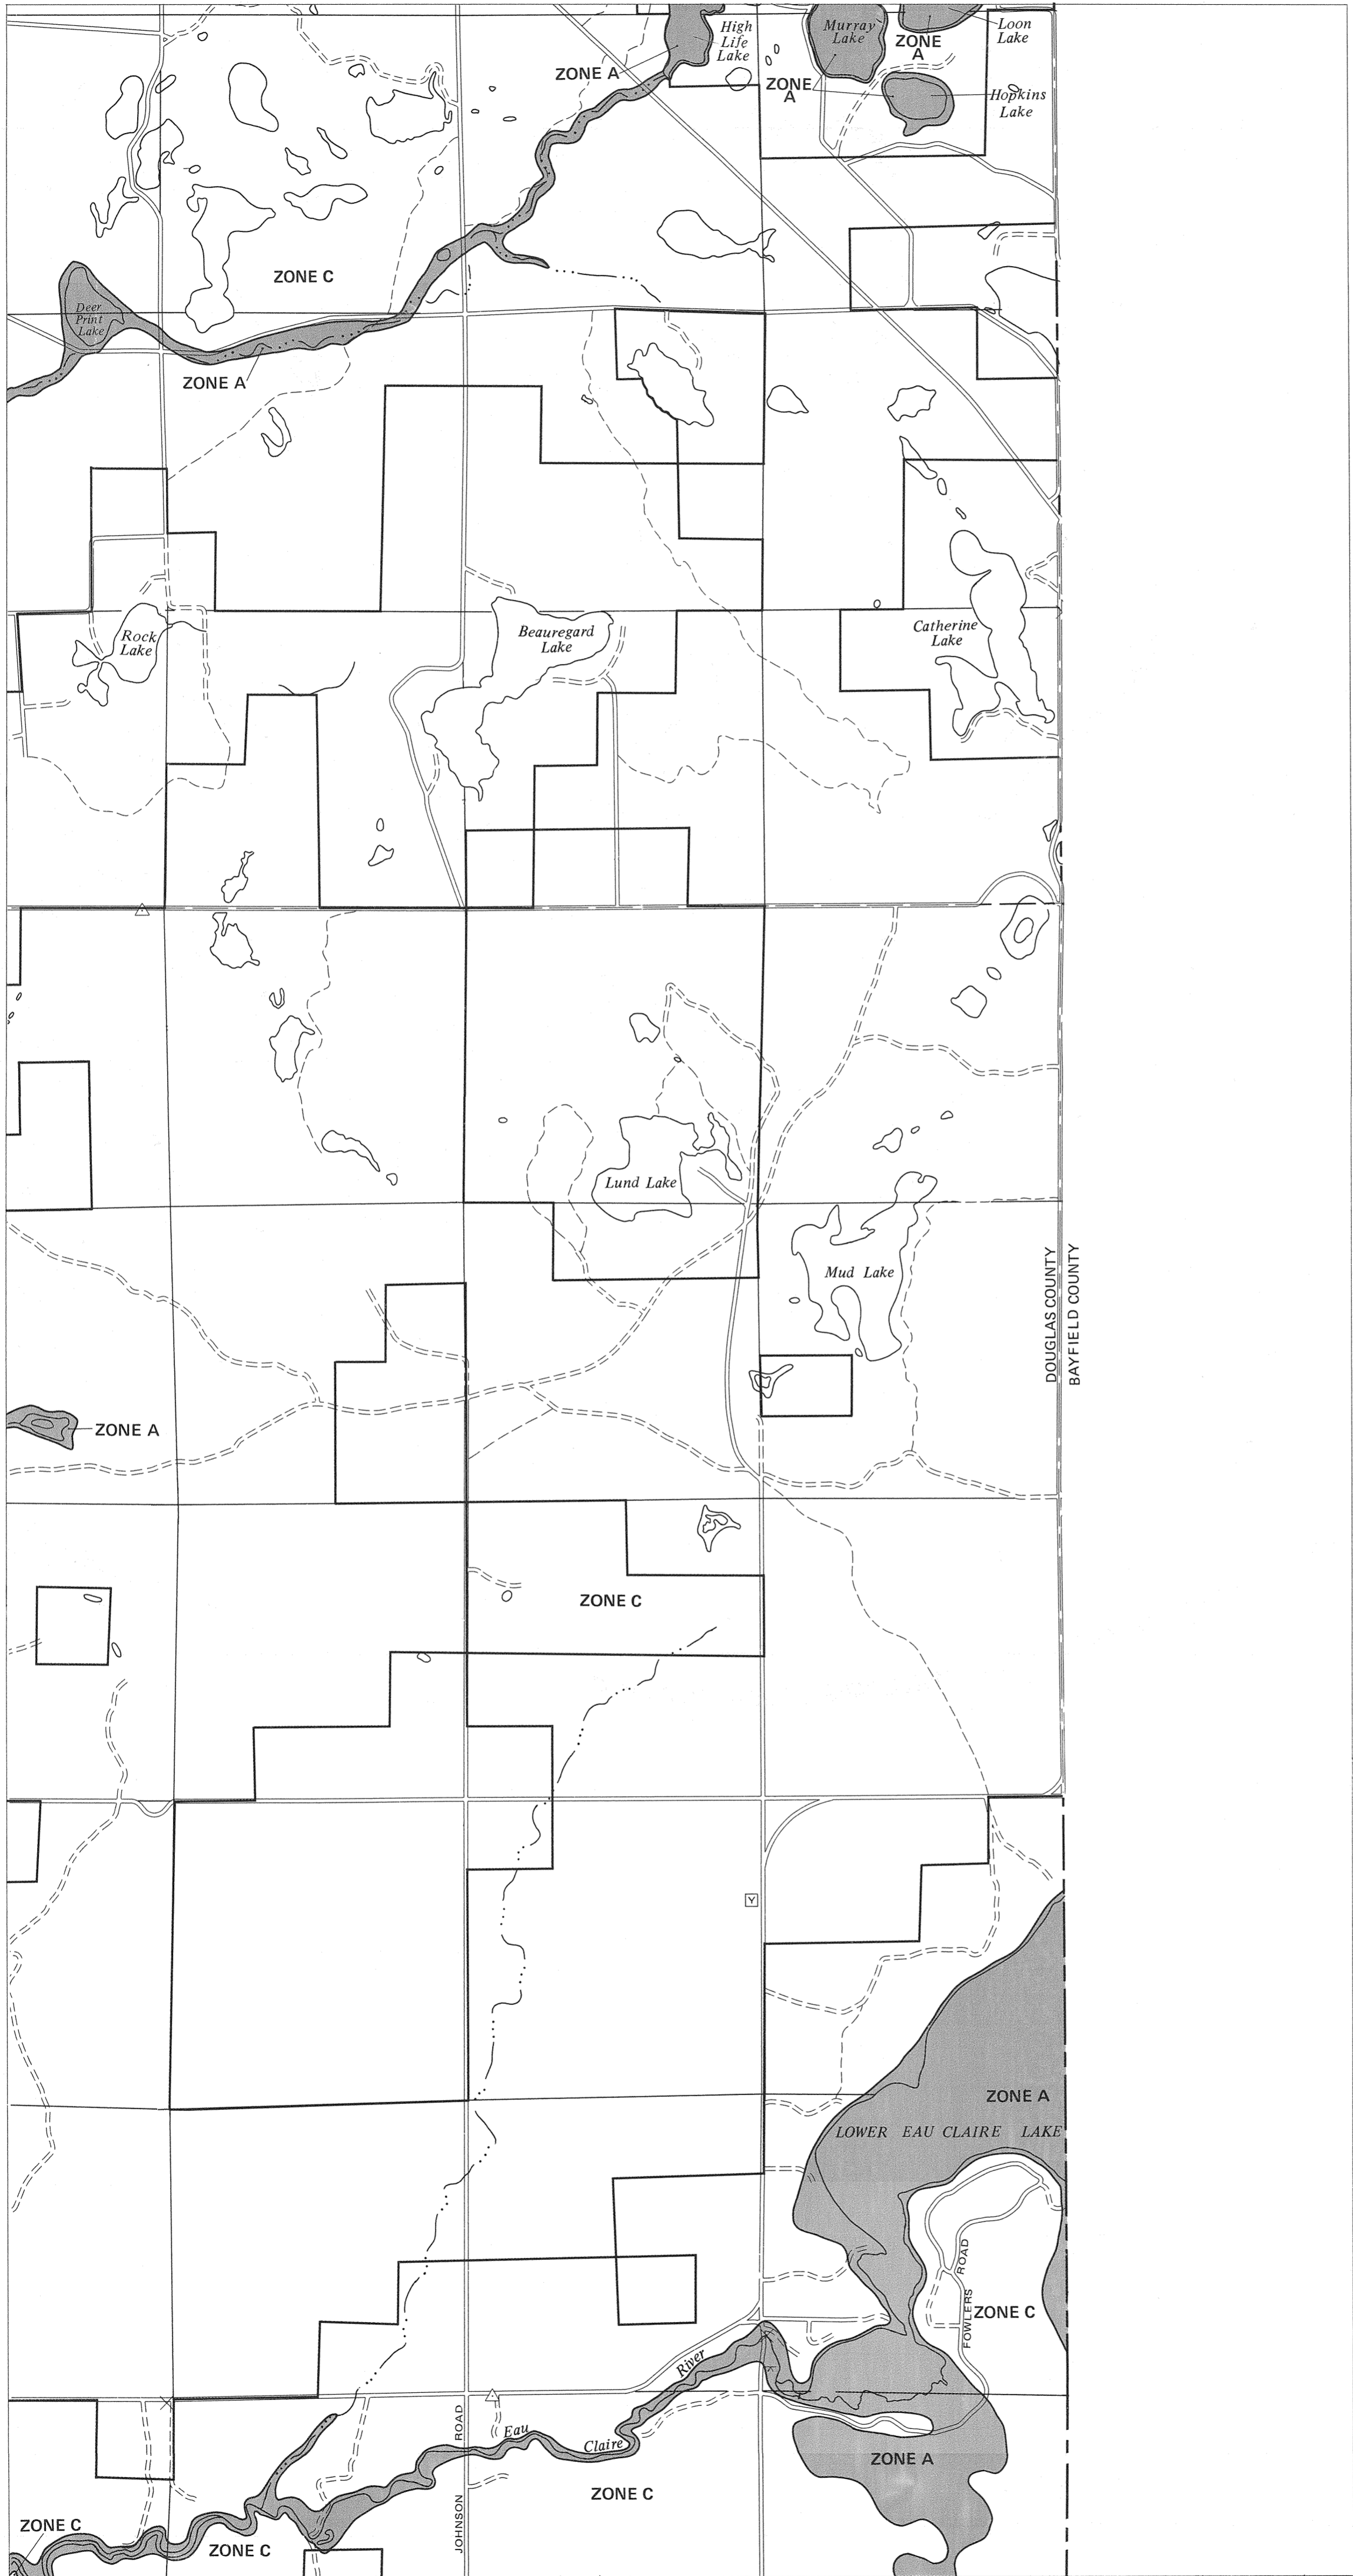 High
Life
Lake
Murray
Lake
Loon
Lake
ZONE
A
ZONE A
ZONE
A
Hopkins
Lake
ZONE C
Deer
Print
Lake
ZONE A
Rock
Lake
Beauregard
Lake
Catherine
Lake
Lund Lake
Mud Lake
DOUGLAS COUNTY
BAYFIELD COUNTY
ZONE A
ZONE C
Y
ZONE A
LOWER EAU CLAIRE LAKE
FOWLERS ROAD
ZONE C
River
Eau
Claire
JOHNSON ROAD
ZONE A
ZONE C
ZONE C
ZONE C